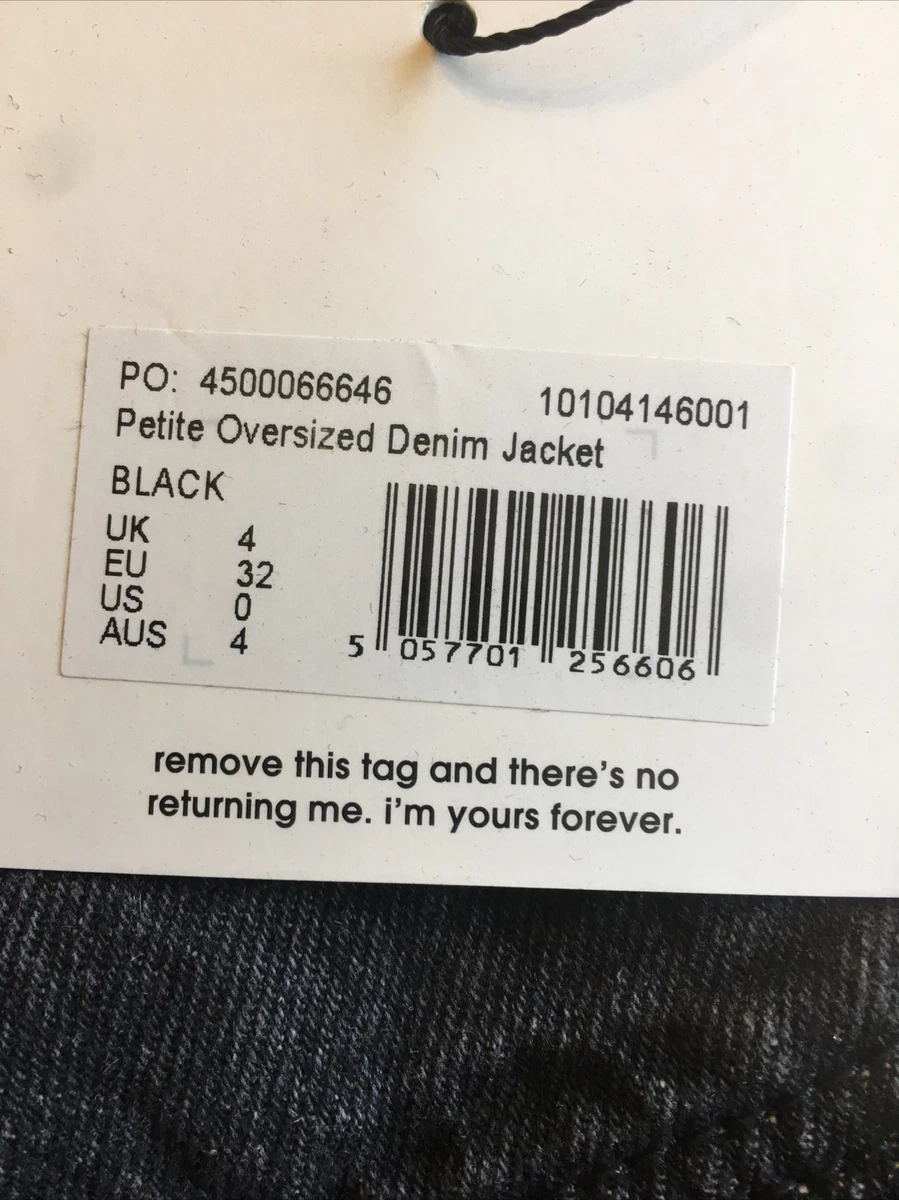 PO: 4500066646 10104146001
Petite Oversized Denim Jacket
BLACK
UK 4
EU 32
US 0
AUS 4
5 057701 256606
remove this tag and there's no
returning me. i'm yours forever.